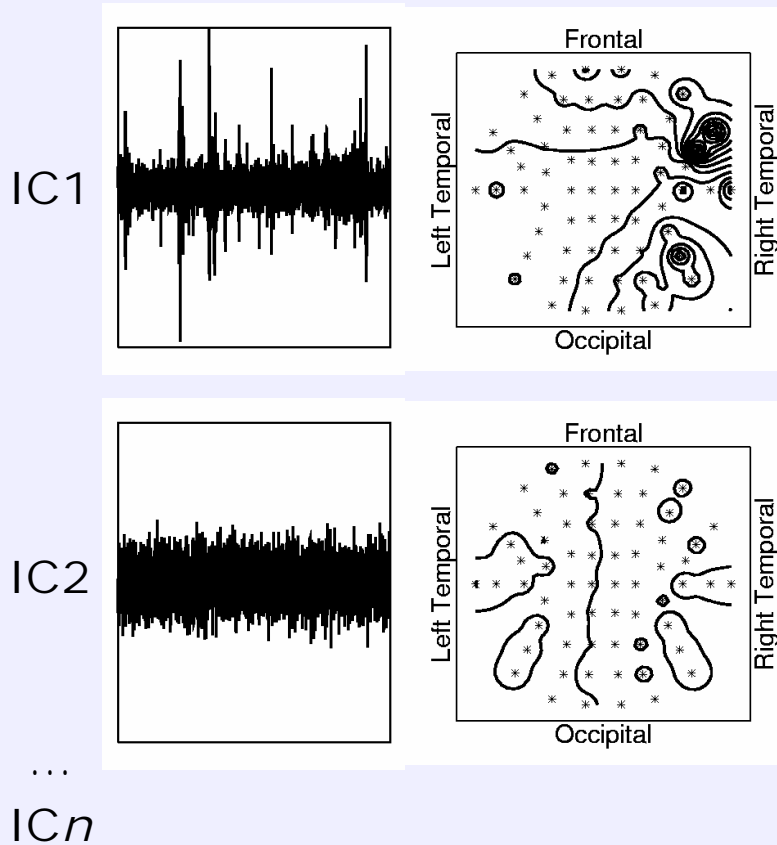 IC1
Frontal
Left Temporal
Right Temporal
Occipital
IC2
Frontal
Left Temporal
Right Temporal
Occipital
...
ICn